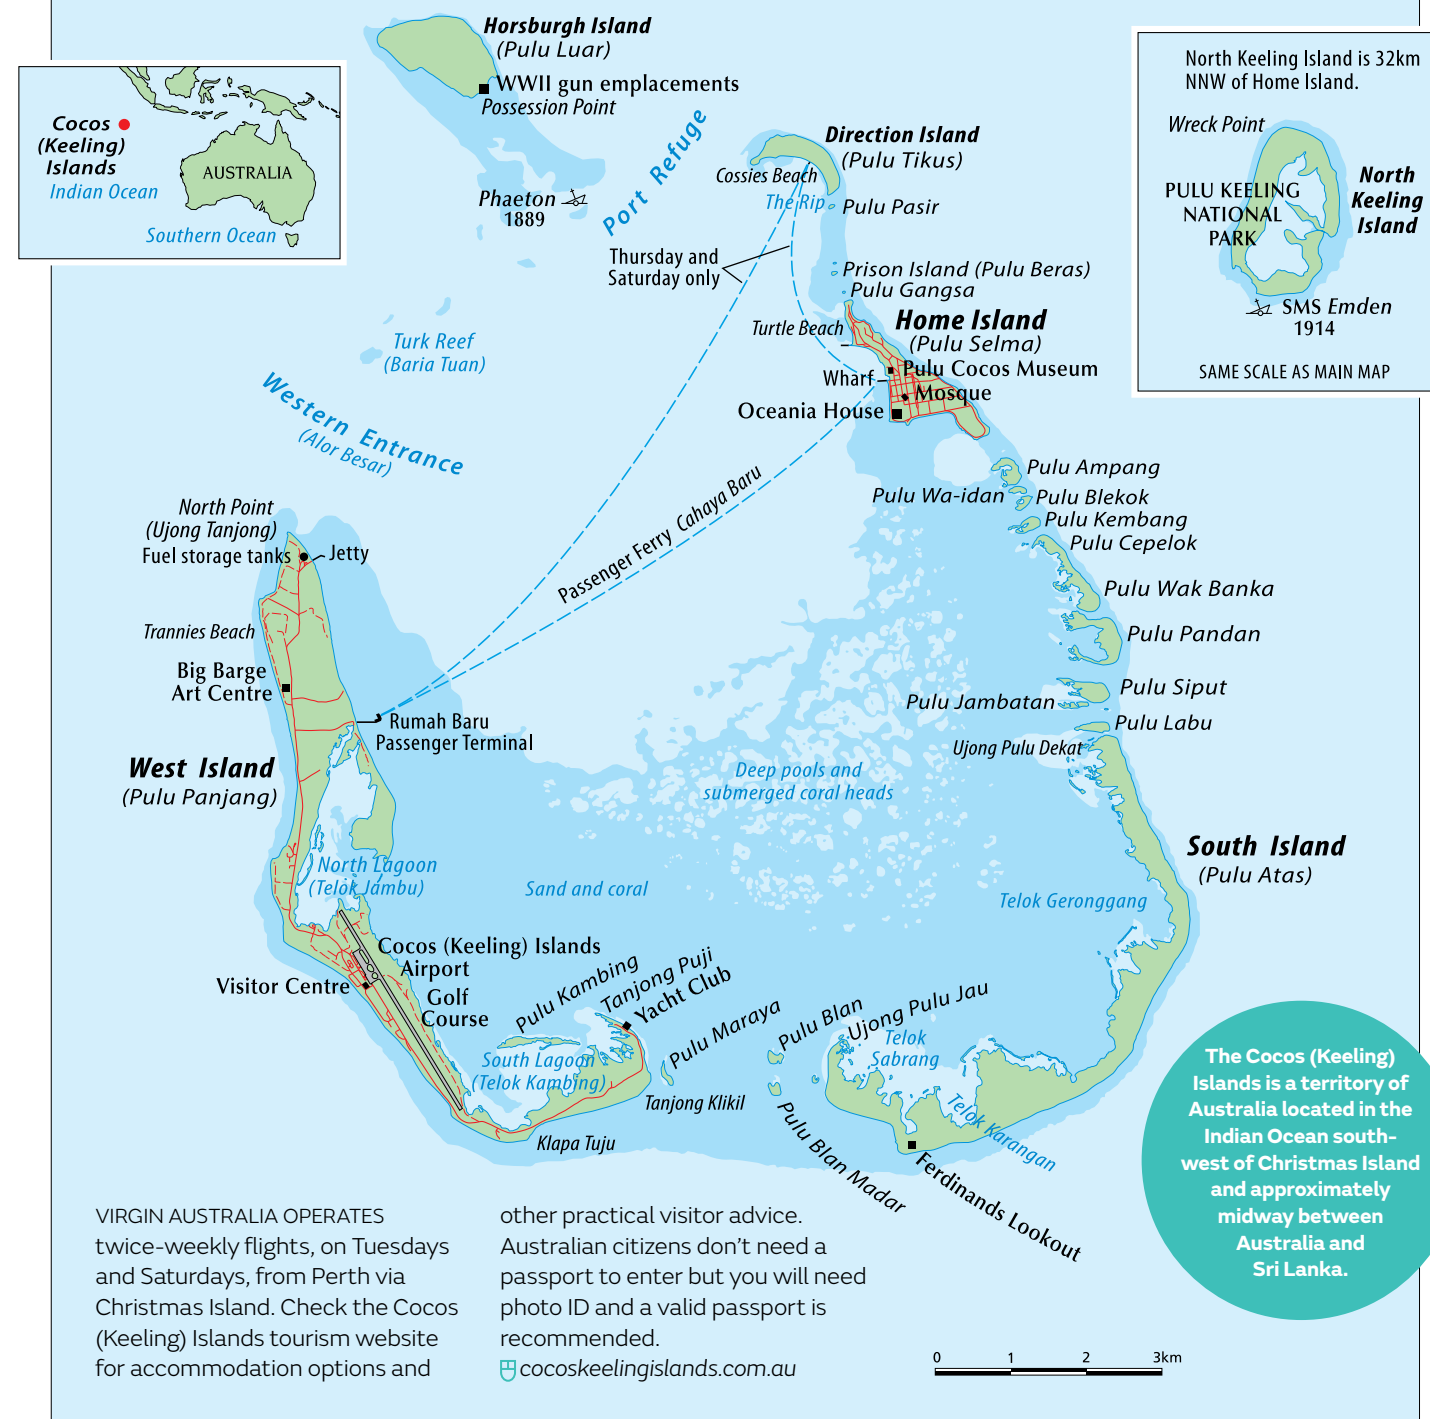 Horsburgh Island
(Pulu Luar)
WWII gun emplacements
Possession Point
Cocos
(Keeling)
Islands
Indian Ocean
AUSTRALIA
Southern Ocean
Port Refuge
Phaeton
1889
Direction Island
(Pulu Tikus)
Cossies Beach
The Rip
Pulu Pasir
Thursday and
Saturday only
Prison Island (Pulu Beras)
Pulu Gangsa
North Keeling Island is 32km
NNW of Home Island.
Wreck Point
PULU KEELING
NATIONAL
PARK
North
Keeling
Island
SMS Emden
1914
SAME SCALE AS MAIN MAP
Turtle Beach
Home Island
(Pulu Selma)
Pulu Cocos Museum
Wharf
Mosque
Oceania House
Turk Reef
(Baria Tuan)
Western Entrance
(Alor Besar)
Passenger Ferry Cahaya Baru
Pulu Ampang
Pulu Wa-idan
Pulu Blekok
Pulu Kembang
Pulu Cepelok
Pulu Wak Banka
Pulu Pandan
Pulu Siput
Pulu Jambatan
Pulu Labu
Ujong Pulu Dekat
North Point
(Ujong Tanjong)
Fuel storage tanks
Jetty
Trannies Beach
Big Barge
Art Centre
Rumah Baru
Passenger Terminal
West Island
(Pulu Panjang)
Deep pools and
submerged coral heads
South Island
(Pulu Atas)
North Lagoon
(Telok Jambu)
Sand and coral
Telok Geronggang
Cocos (Keeling) Islands
Airport
Visitor Centre
Golf
Course
Pulu Kambing
Tanjong Puji
Yacht Club
Pulu Maraya
Pulu Blan
Ujong Pulu Jau
Telok
Sabrang
South Lagoon
(Telok Kambing)
Tanjong Klikil
Klapa Tuju
Pulu Blan Madar
Telok Karangan
Ferdinands Lookout
The Cocos (Keeling)
Islands is a territory of
Australia located in the
Indian Ocean south-
west of Christmas Island
and approximately
midway between
Australia and
Sri Lanka.
VIRGIN AUSTRALIA OPERATES
twice-weekly flights, on Tuesdays
and Saturdays, from Perth via
Christmas Island. Check the Cocos
(Keeling) Islands tourism website
for accommodation options and
other practical visitor advice.
Australian citizens don't need a
passport to enter but you will need
photo ID and a valid passport is
recommended.
cocoskeelingislands.com.au
0 1 2 3km